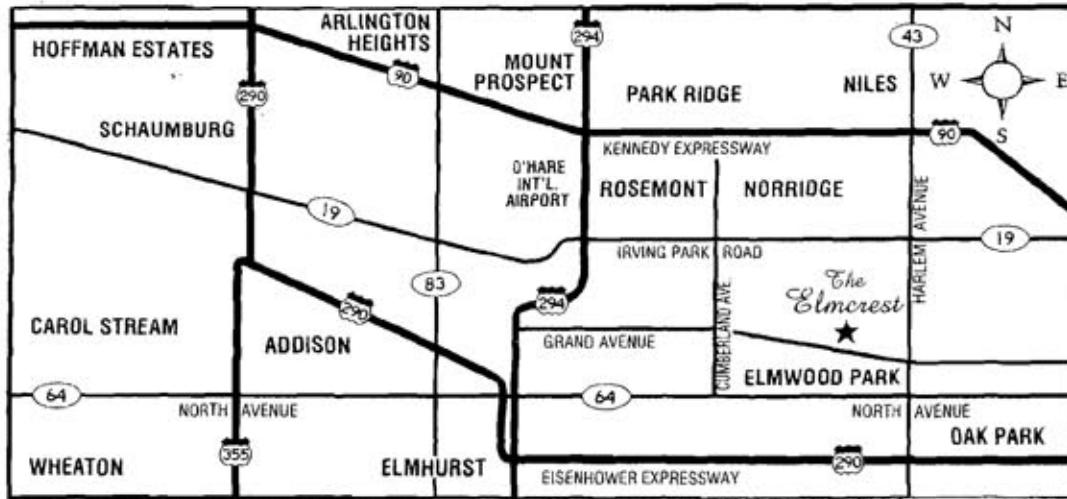 ARLINGTON
HEIGHTS
294
43
N
HOFFMAN ESTATES
MOUNT
PROSPECT
90
290
PARK RIDGE
NILES
W
E
SCHAUMBURG
90
S
KENNEDY EXPRESSWAY
O'HARE
INT'L.
AIRPORT
ROSEMONT
NORRIDGE
HARLEM AVENUE
19
19
IRVING PARK ROAD
The
Elmcrest
83
294
290
CUMBERLAND AVE.
CAROL STREAM
ADDISON
GRAND AVENUE
ELMWOOD PARK
64
64
NORTH AVENUE
NORTH AVENUE
OAK PARK
355
WHEATON
ELMHURST
290
EISENHOWER EXPRESSWAY